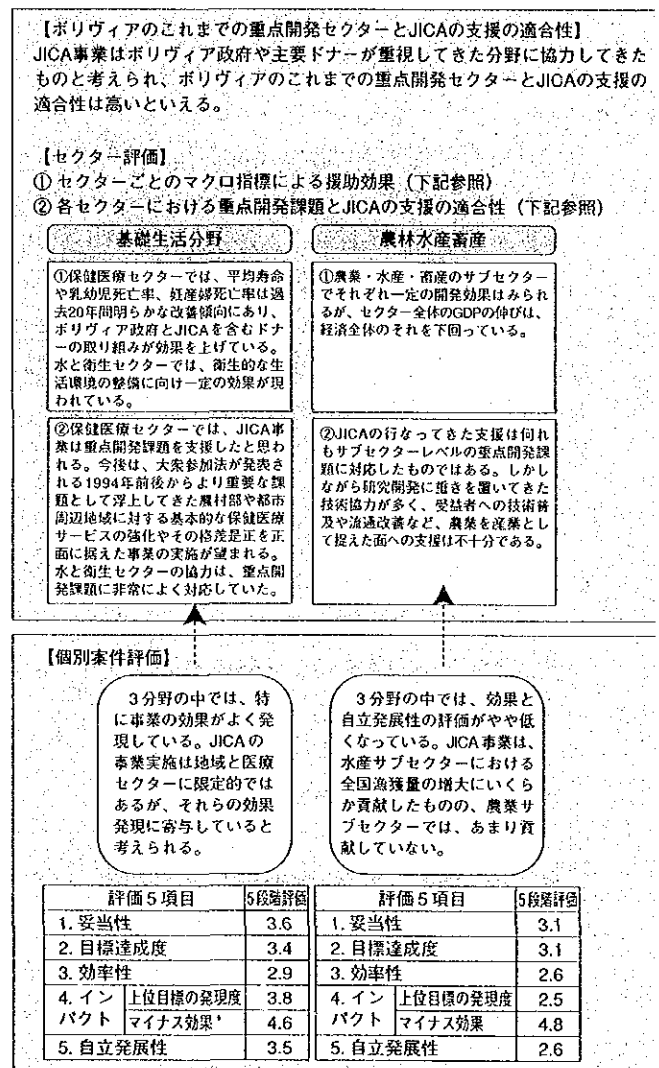 【ボリヴィアのこれまでの重点開発セクターとJICAの支援の適合性】
JICA事業はボリヴィア政府や主要ドナーが重視してきた分野に協力してきた
ものと考えられ、ボリヴィアのこれまでの重点開発セクターとJICAの支援の
適合性は高いといえる。
【セクター評価】
① セクターごとのマクロ指標による援助効果（下記参照）
② 各セクターにおける重点開発課題とJICAの支援の適合性（下記参照）
基礎生活分野
①保健医療セクターでは、平均寿命
や乳幼児死亡率、妊産婦死亡率は過
去20年間明らかな改善傾向にあり、
ボリヴィア政府とJICAを含むドナ
ーの取り組みが効果を上げている。
水と衛生セクターでは、衛生的な生
活環境の整備に向け一定の効果が現
われている。
②保健医療セクターでは、JICA事
業は重点開発課題を支援したと思わ
れる。今後は、大衆参加法が発表さ
れる1994年前後からより重要な課
題として浮上してきた農村部や都市
周辺地域に対する基本的な保健医療
サービスの強化やその格差是正を正
面に据えた事業の実施が望まれる。
水と衛生セクターの協力は、重点開
発課題に非常によく対応していた。
農林水産畜産
①農業・水産・畜産のサブセクター
でそれぞれ一定の開発効果はみられ
るが、セクター全体のGDPの伸びは、
経済全体のそれを下回っている。
②JICAの行なってきた支援は何れ
もサブセクターレベルの重点開発課
題に対応したものではある。しかし
ながら研究開発に重きを置いてきた
技術協力が多く、受益者への技術普
及や流通改善など、農業を産業とし
て捉えた面への支援は不十分である。
【個別案件評価】
3分野の中では、特
に事業の効果がよく発
現している。JICAの
事業実施は地域と医療
セクターに限定的では
あるが、それらの効果
発現に寄与していると
考えられる。
3分野の中では、効果と
自立発展性の評価がやや低
くなっている。JICA事業は、
水産サブセクターにおける
全国漁獲量の増大にいくら
か貢献したものの、農業サ
ブセクターでは、あまり貢
献していない。
評価5項目 5段階評価
1. 妥当性 3.6
2. 目標達成度 3.4
3. 効率性 2.9
4. インパクト 上位目標の発現度 3.8
マイナス効果* 4.6
5. 自立発展性 3.5
評価5項目 5段階評価
1. 妥当性 3.1
2. 目標達成度 3.1
3. 効率性 2.6
4. インパクト 上位目標の発現度 2.5
マイナス効果 4.8
5. 自立発展性 2.6